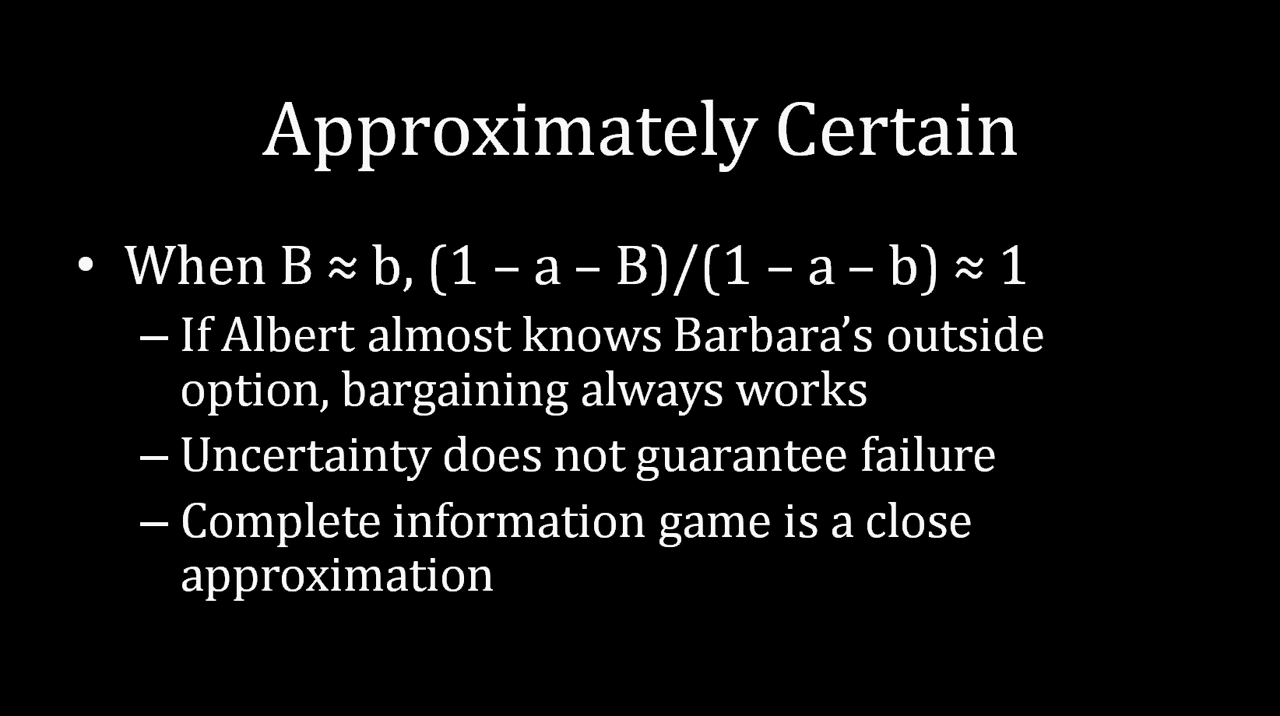 Approximately Certain
• When B ≈ b, (1 – a – B)/(1 – a – b) ≈ 1
– If Albert almost knows Barbara’s outside
option, bargaining always works
– Uncertainty does not guarantee failure
– Complete information game is a close
approximation